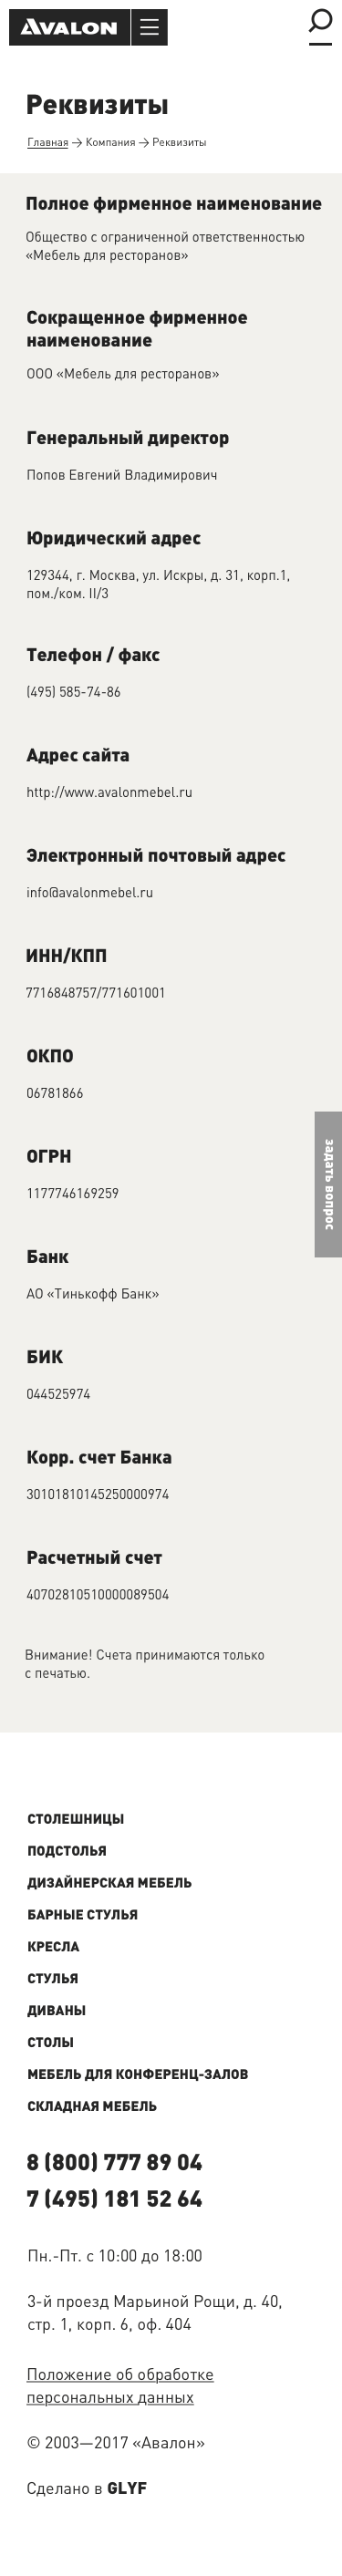 AVALON
Реквизиты
Главная → Компания → Реквизиты
Полное фирменное наименование
Общество с ограниченной ответственностью
«Мебель для ресторанов»
Сокращенное фирменное
наименование
ООО «Мебель для ресторанов»
Генеральный директор
Попов Евгений Владимирович
Юридический адрес
129344, г. Москва, ул. Искры, д. 31, корп.1,
пом./ком. II/3
Телефон / факс
(495) 585-74-86
Адрес сайта
http://www.avalonmebel.ru
Электронный почтовый адрес
info@avalonmebel.ru
ИНН/КПП
7716848757/771601001
ОКПО
06781866
задать вопрос
ОГРН
1177746169259
Банк
АО «Тинькофф Банк»
БИК
044525974
Корр. счет Банка
30101810145250000974
Расчетный счет
40702810510000089504
Внимание! Счета принимаются только
с печатью.
СТОЛЕШНИЦЫ
ПОДСТОЛЬЯ
ДИЗАЙНЕРСКАЯ МЕБЕЛЬ
БАРНЫЕ СТУЛЬЯ
КРЕСЛА
СТУЛЬЯ
ДИВАНЫ
СТОЛЫ
МЕБЕЛЬ ДЛЯ КОНФЕРЕНЦ-ЗАЛОВ
СКЛАДНАЯ МЕБЕЛЬ
8 (800) 777 89 04
7 (495) 181 52 64
Пн.-Пт. с 10:00 до 18:00
3-й проезд Марьиной Рощи, д. 40,
стр. 1, корп. 6, оф. 404
Положение об обработке
персональных данных
© 2003—2017 «Авалон»
Сделано в GLYF